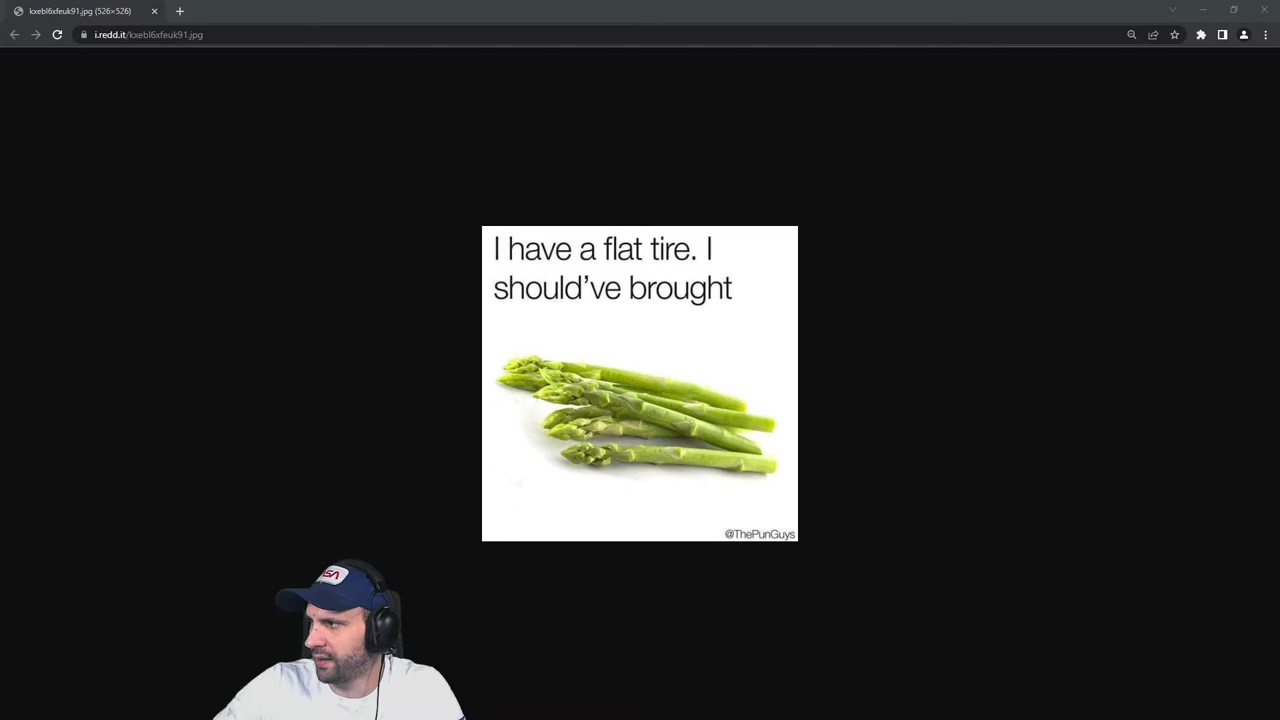 kxebl6xfeuk91.jpg (526×526)
i.redd.it/kxebl6xfeuk91.jpg
I have a flat tire. I
should've brought
@ThePunGuys